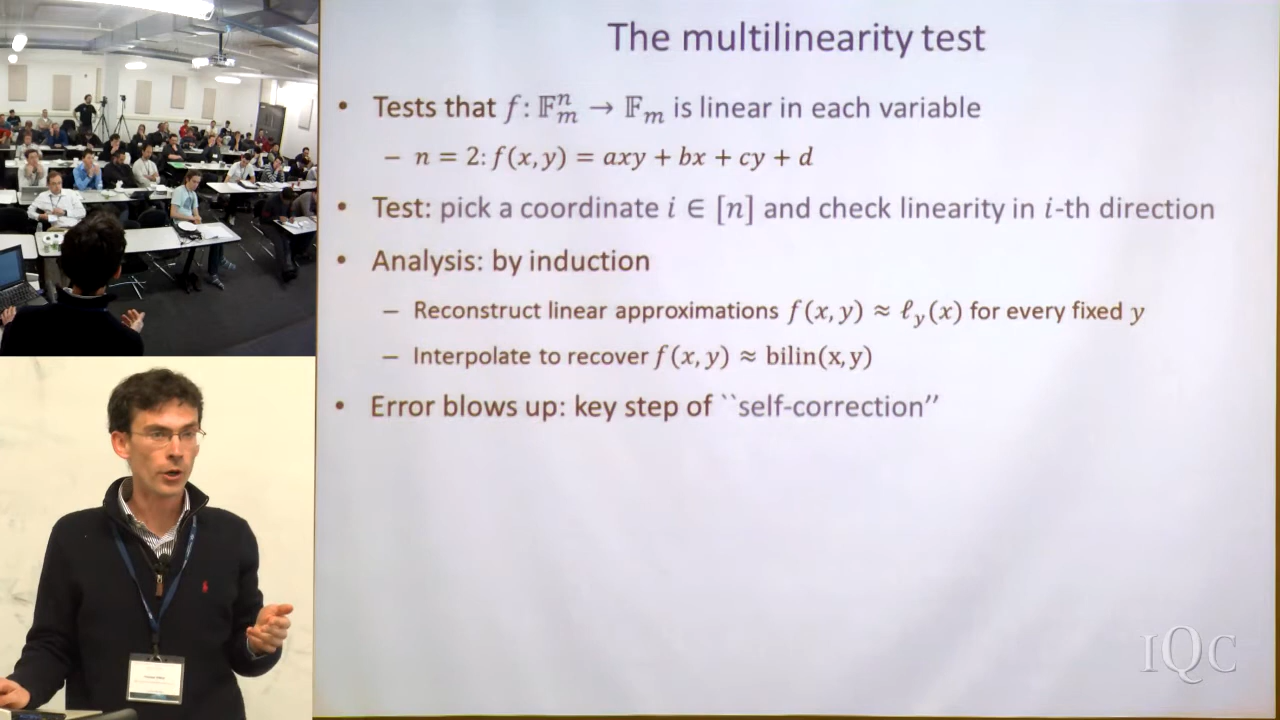 The multilinearity test
• Tests that f: 𝔽ₘⁿ → 𝔽ₘ is linear in each variable
– n = 2: f(x, y) = axy + bx + cy + d
• Test: pick a coordinate i ∈ [n] and check linearity in i-th direction
• Analysis: by induction
– Reconstruct linear approximations f(x, y) ≈ ℓ_y(x) for every fixed y
– Interpolate to recover f(x, y) ≈ bilin(x, y)
• Error blows up: key step of ``self-correction’’
IQC